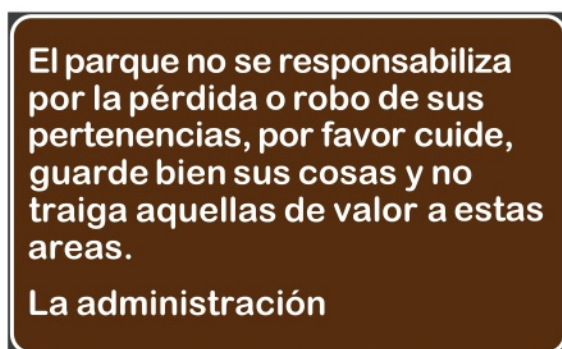 El parque no se responsabiliza
por la pérdida o robo de sus
pertenencias, por favor cuide,
guarde bien sus cosas y no
traiga aquellas de valor a estas
areas.
La administración